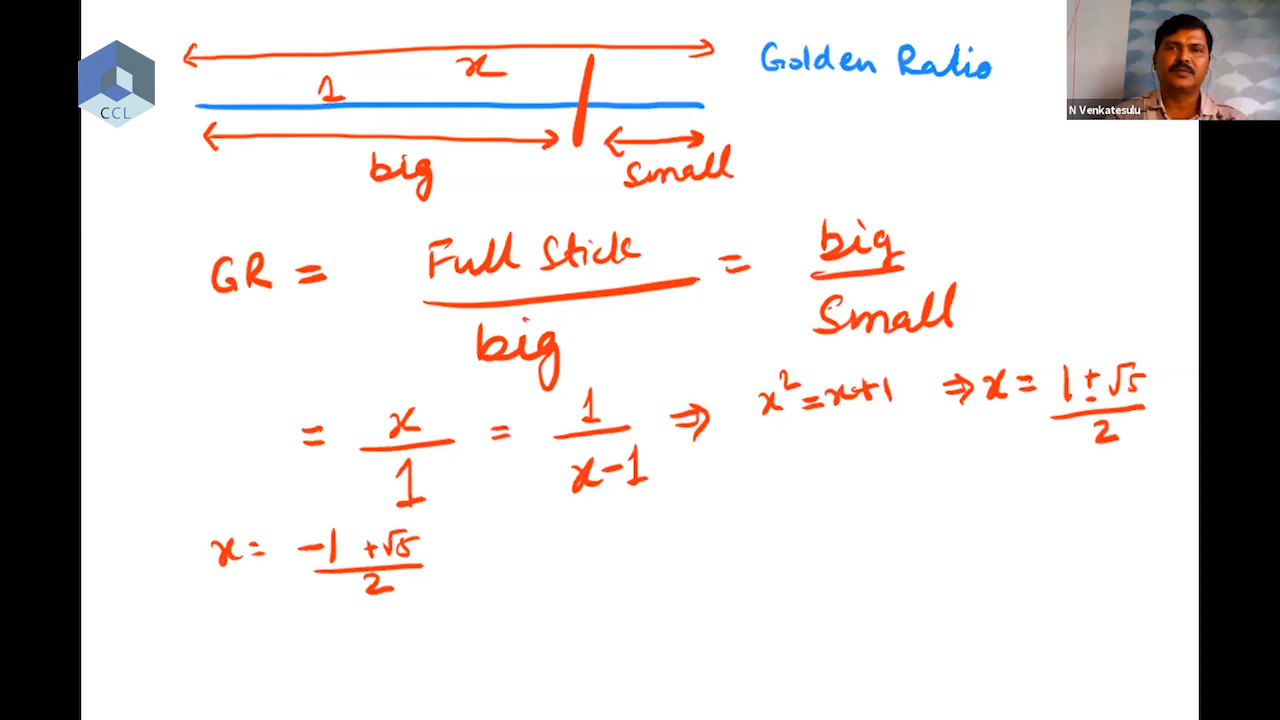 Golden Ratio
x
1
CCL
N Venkatesulu
big
small
GR = Full Stick / big = big / Small
= x / 1 = 1 / x-1 ⇒ x² = x+1 ⇒ x = 1 ± √5 / 2
x = -1 + √5 / 2